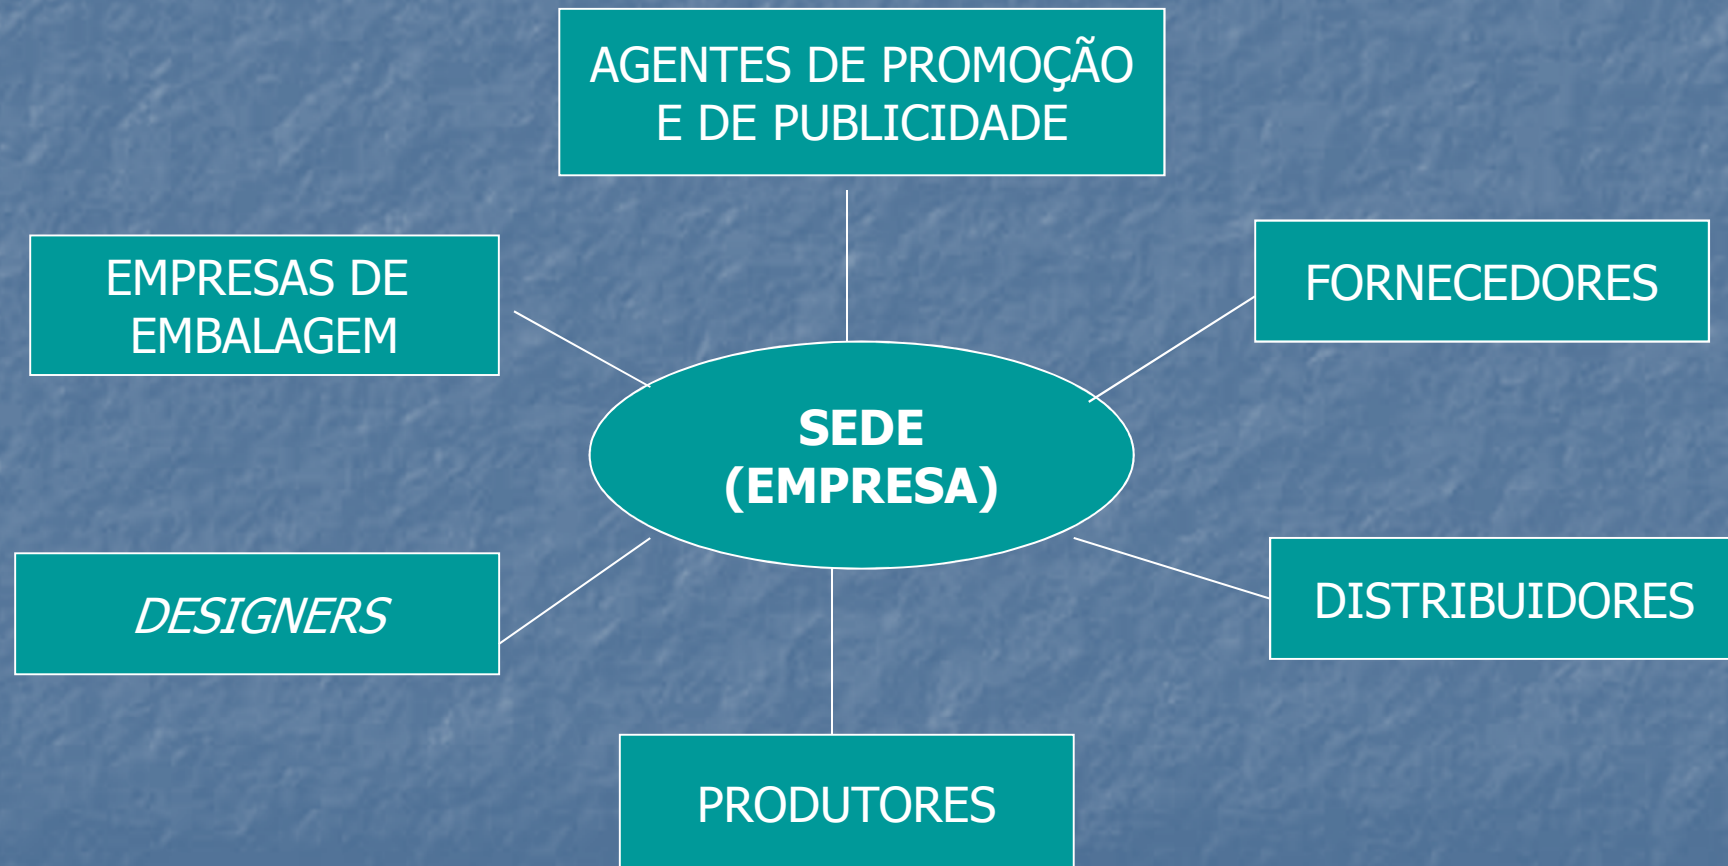 AGENTES DE PROMOÇÃO
E DE PUBLICIDADE
EMPRESAS DE
EMBALAGEM
FORNECEDORES
SEDE
(EMPRESA)
DESIGNERS
DISTRIBUIDORES
PRODUTORES